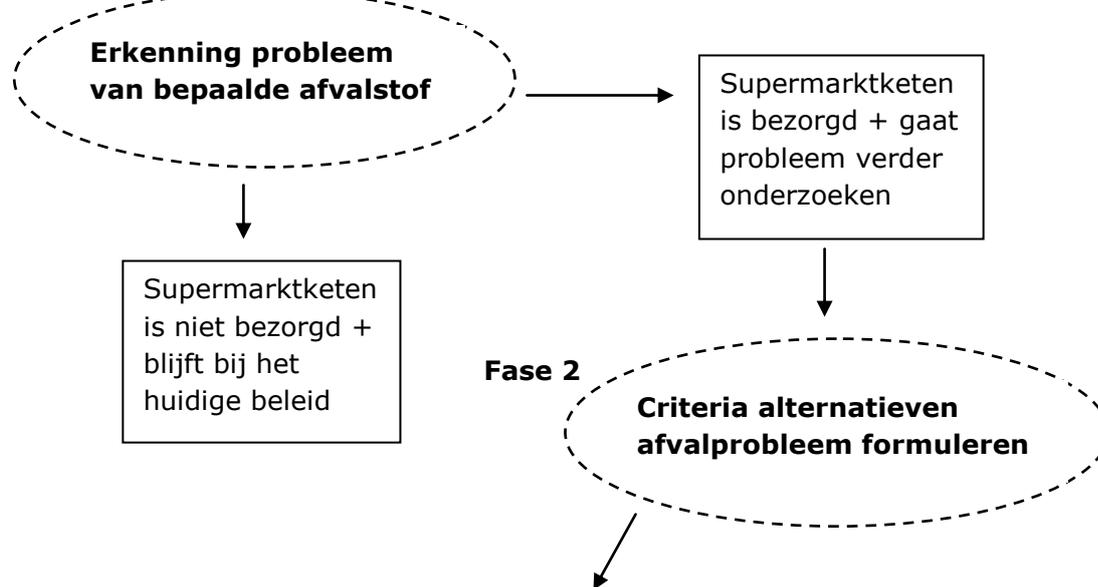 Erkenning probleem
van bepaalde afvalstof
Supermarktketen
is bezorgd + gaat
probleem verder
onderzoeken
Supermarktketen
is niet bezorgd +
blijft bij het
huidige beleid
Fase 2
Criteria alternatieven
afvalprobleem formuleren